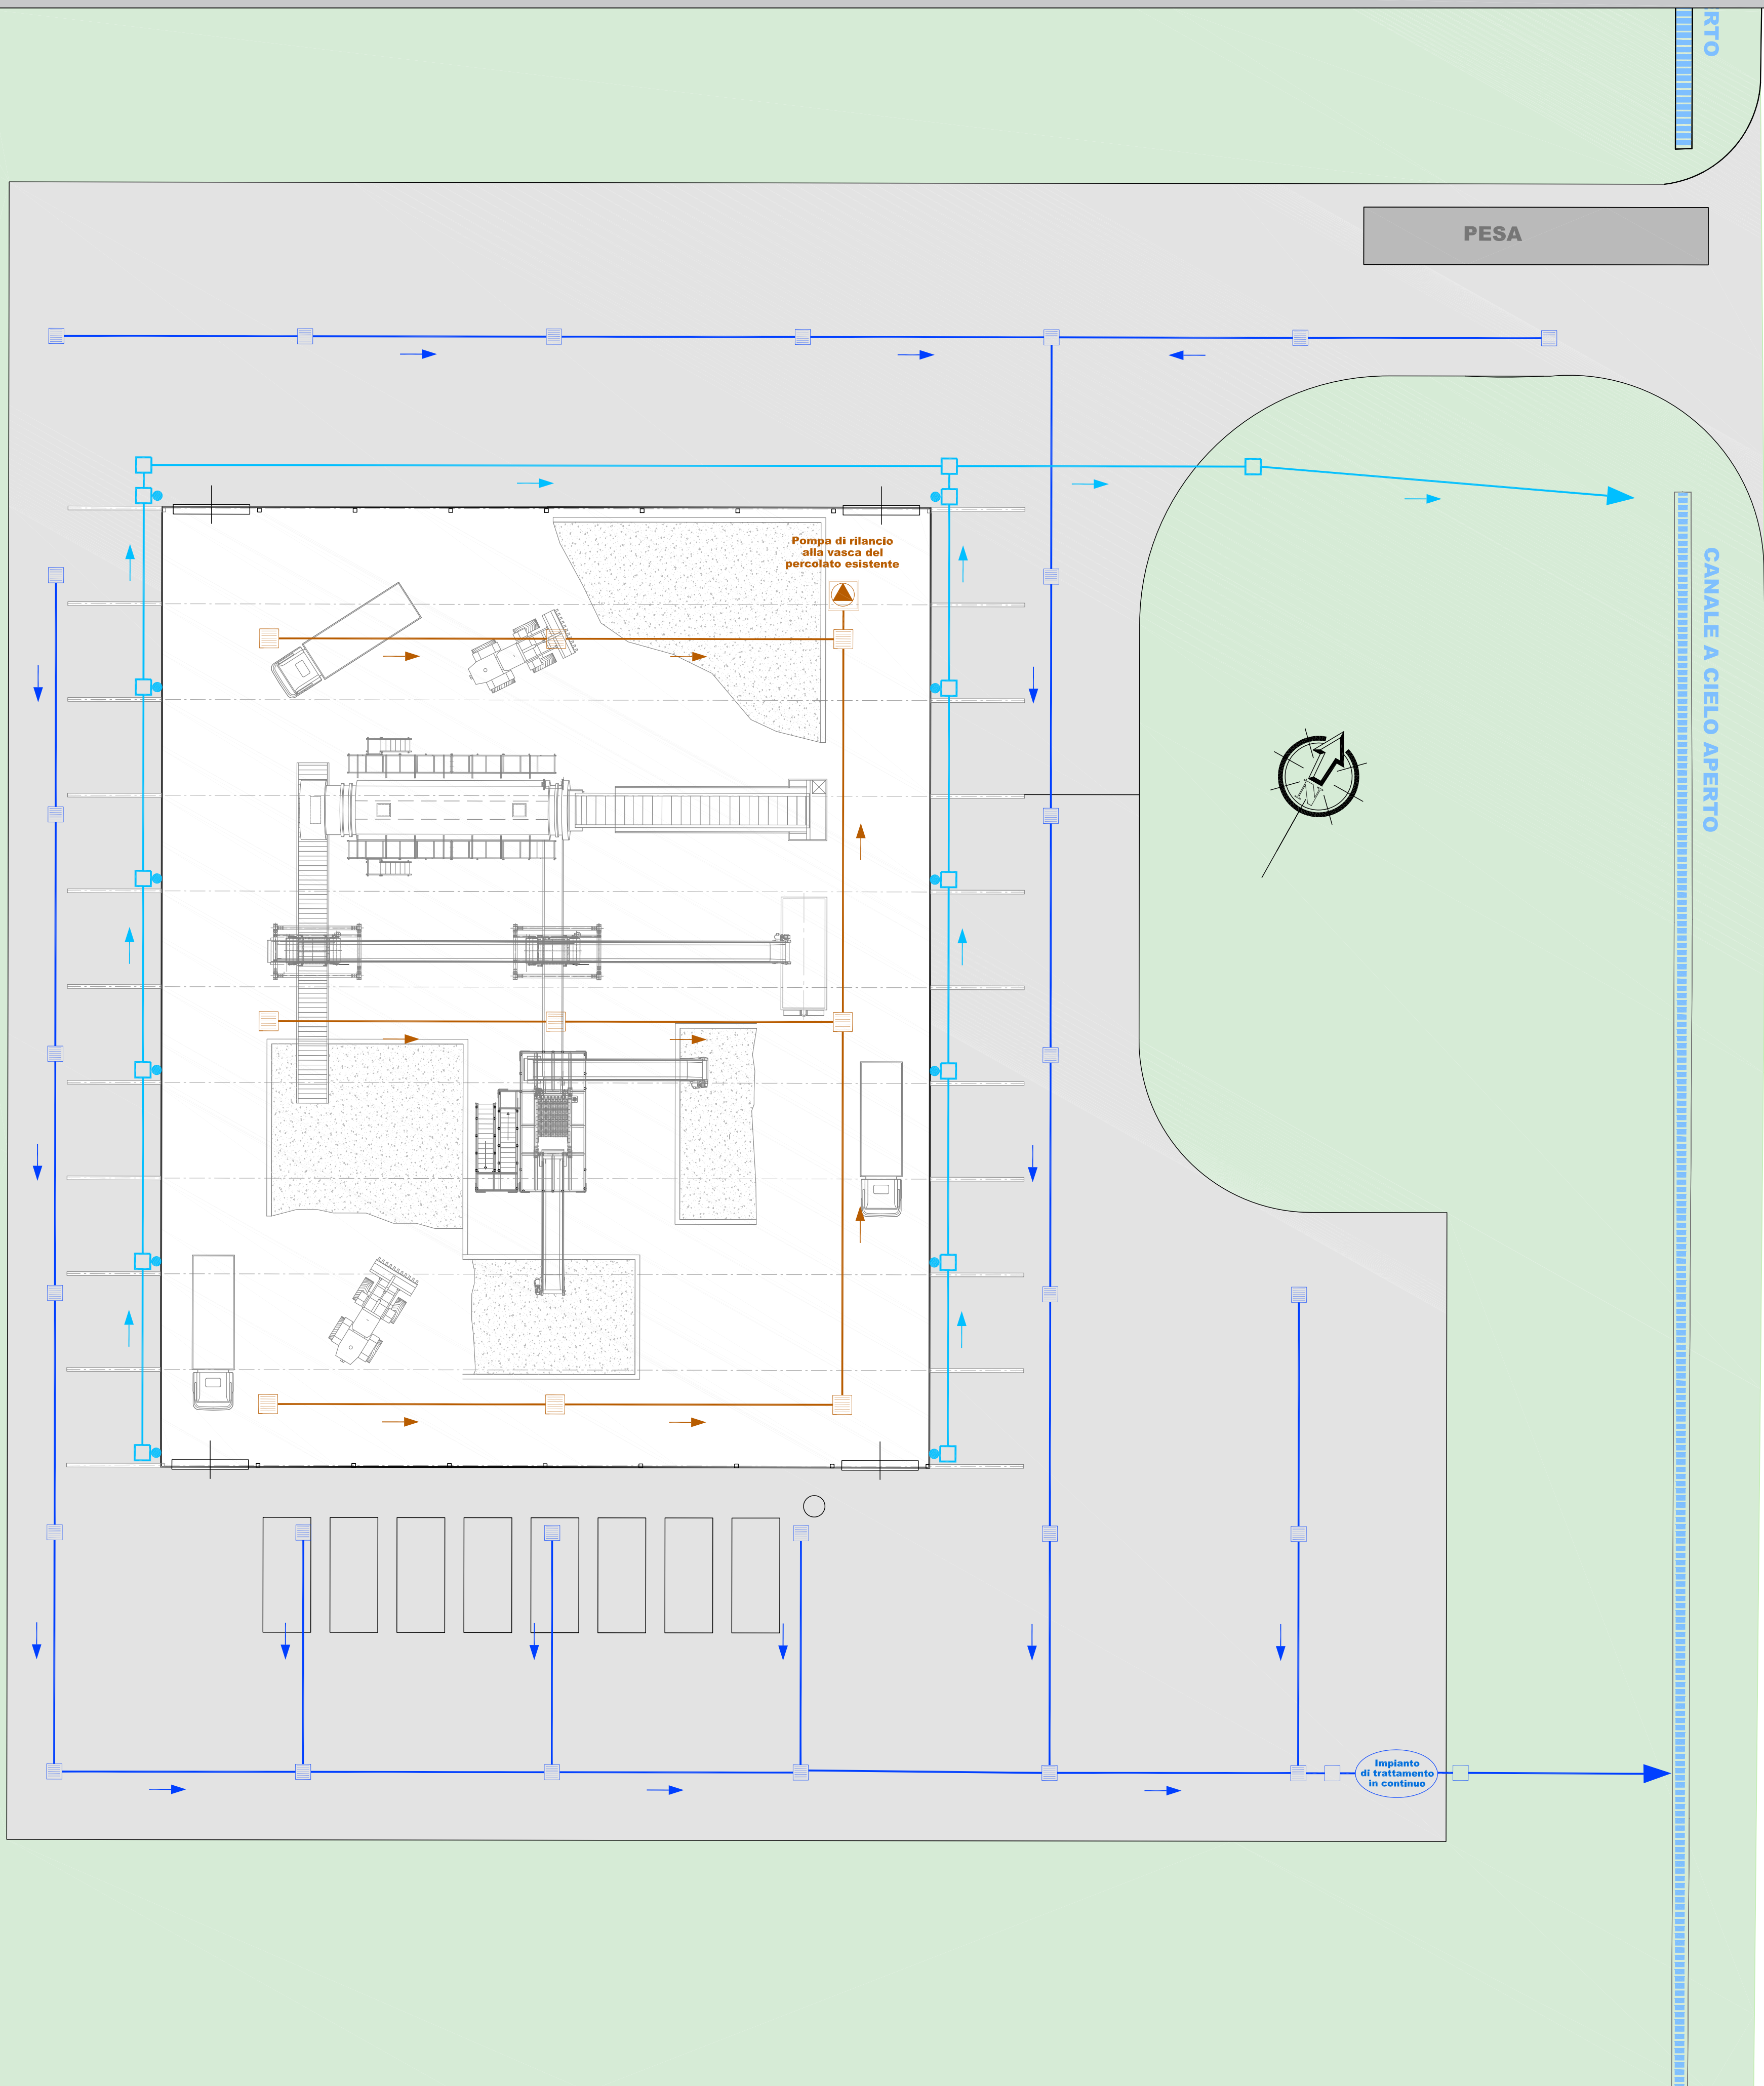 RTO
PESA
Pompa di rilancio
alla vasca del
percolato esistente
CANALE A CIELO APERTO
N
Impianto
di trattamento
in continuo